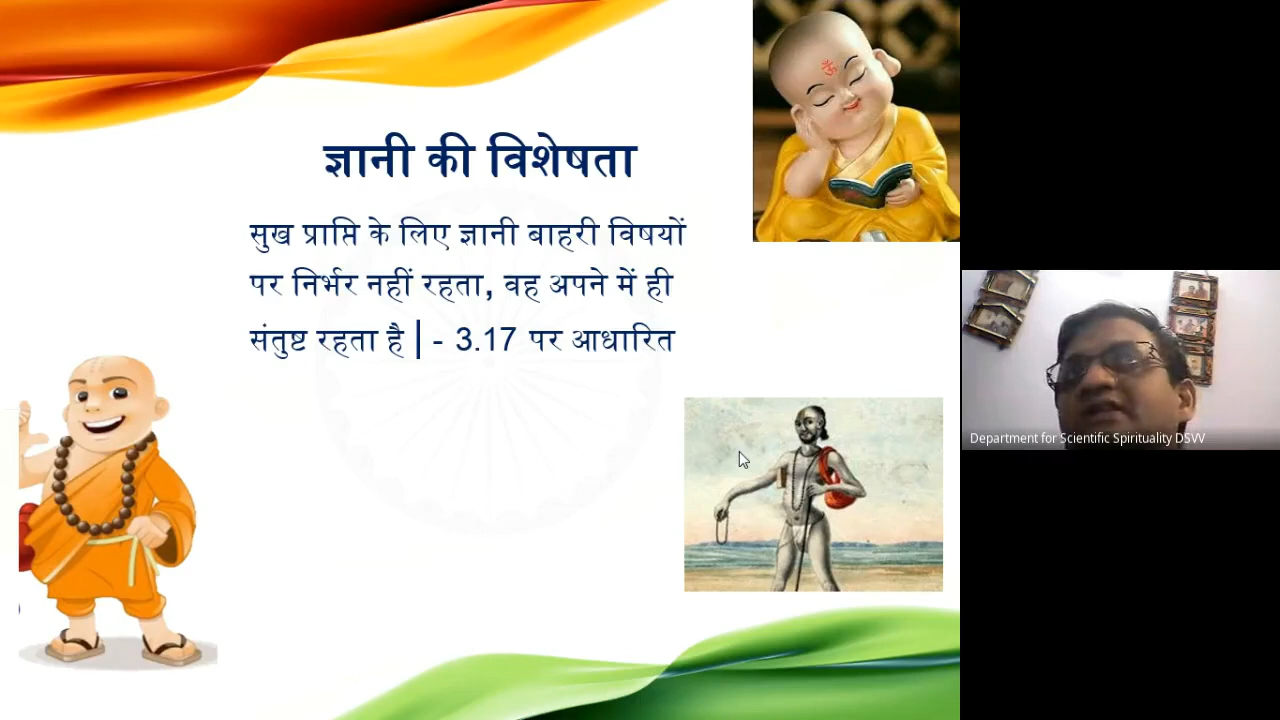 ज्ञानी की विशेषता
सुख प्राप्ति के लिए ज्ञानी बाहरी विषयों
पर निर्भर नहीं रहता, वह अपने में ही
संतुष्ट रहता है | - 3.17 पर आधारित
ॐ
Department for Scientific Spirituality DSVV